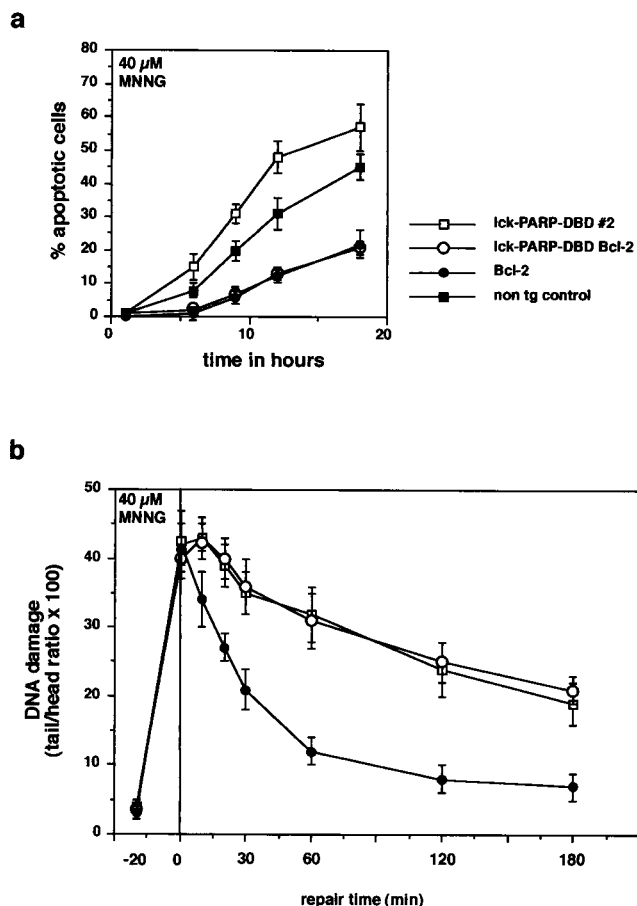 a
40 µM
MNNG
% apoptotic cells
80
70
60
50
40
30
20
10
0
0 10 20
time in hours
lck-PARP-DBD #2
lck-PARP-DBD Bcl-2
Bcl-2
non tg control
b
40 µM
MNNG
DNA damage
(tail/head ratio x 100)
50
40
30
20
10
0
-20 0 30 60 120 180
repair time (min)